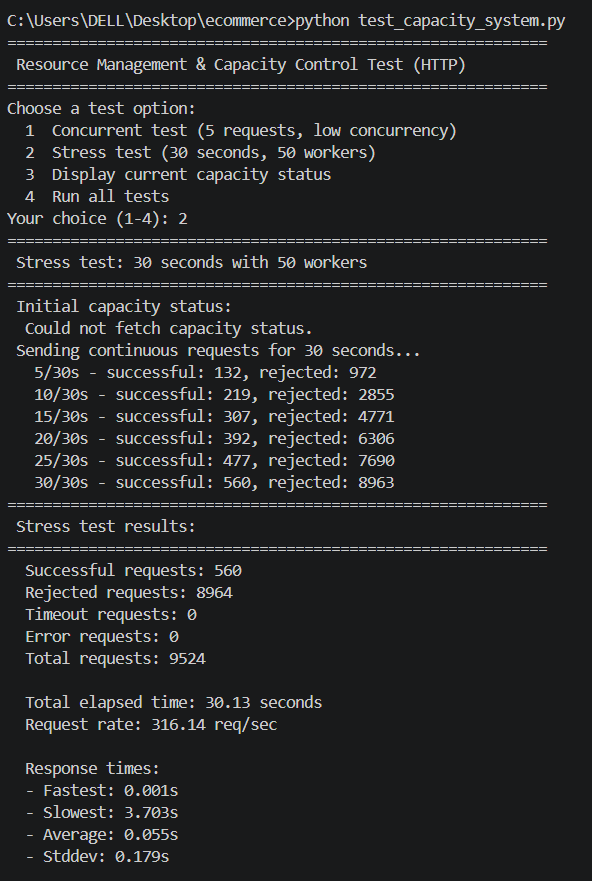 C:\Users\DELL\Desktop\ecommerce>python test_capacity_system.py
============================================================
Resource Management & Capacity Control Test (HTTP)
============================================================
Choose a test option:
1 Concurrent test (5 requests, low concurrency)
2 Stress test (30 seconds, 50 workers)
3 Display current capacity status
4 Run all tests
Your choice (1-4): 2
============================================================
Stress test: 30 seconds with 50 workers
============================================================
Initial capacity status:
Could not fetch capacity status.
Sending continuous requests for 30 seconds...
5/30s - successful: 132, rejected: 972
10/30s - successful: 219, rejected: 2855
15/30s - successful: 307, rejected: 4771
20/30s - successful: 392, rejected: 6306
25/30s - successful: 477, rejected: 7690
30/30s - successful: 560, rejected: 8963
============================================================
Stress test results:
============================================================
Successful requests: 560
Rejected requests: 8964
Timeout requests: 0
Error requests: 0
Total requests: 9524
Total elapsed time: 30.13 seconds
Request rate: 316.14 req/sec
Response times:
- Fastest: 0.001s
- Slowest: 3.703s
- Average: 0.055s
- Stddev: 0.179s